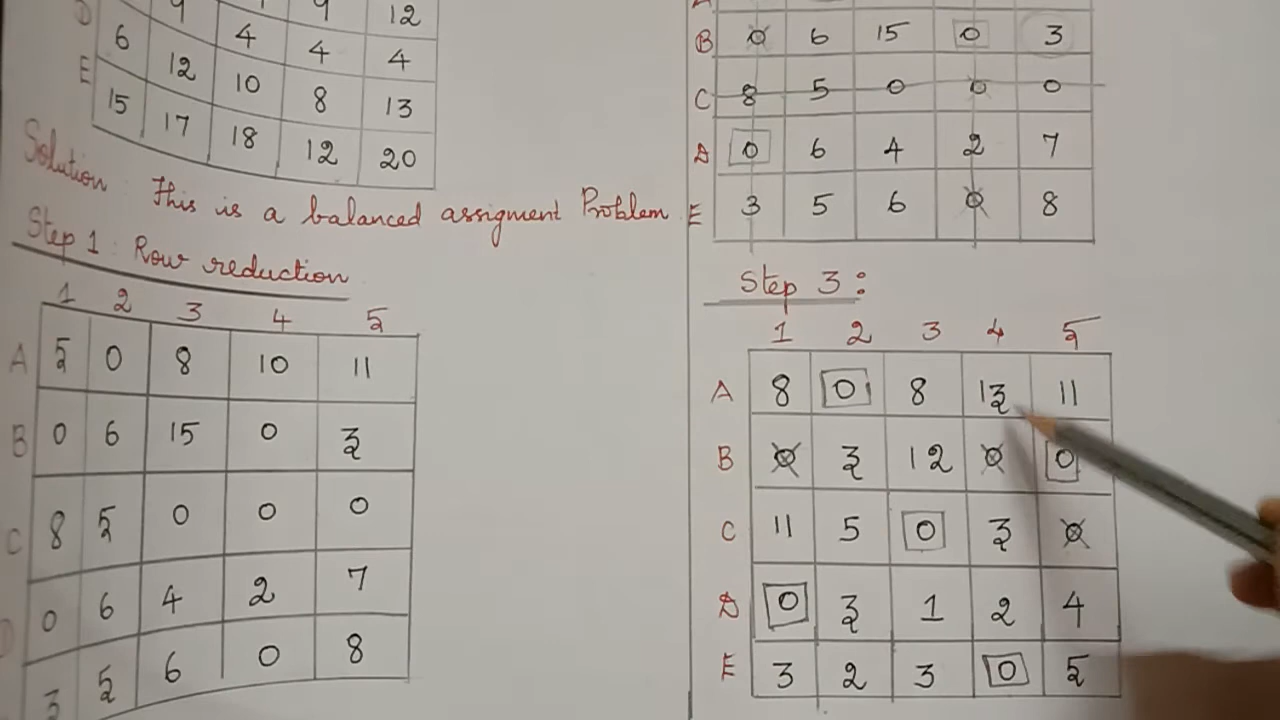 D 9 9 12
6 4 4 4
E 12 10 8 13
15 17 18 12 20
Solution : This is a balanced assigment Problem
Step 1 : Row reduction
1 2 3 4 5
A 5 0 8 10 11
B 0 6 15 0 3
C 8 5 0 0 0
D 0 6 4 2 7
3 5 6 0 8
B 0 6 15 0 3
C 8 5 0 0 0
D 0 6 4 2 7
E 3 5 6 0 8
Step 3 :
1 2 3 4 5
A 8 0 8 13 11
B 0 3 12 0 0
C 11 5 0 3 0
D 0 3 1 2 4
E 3 2 3 0 5